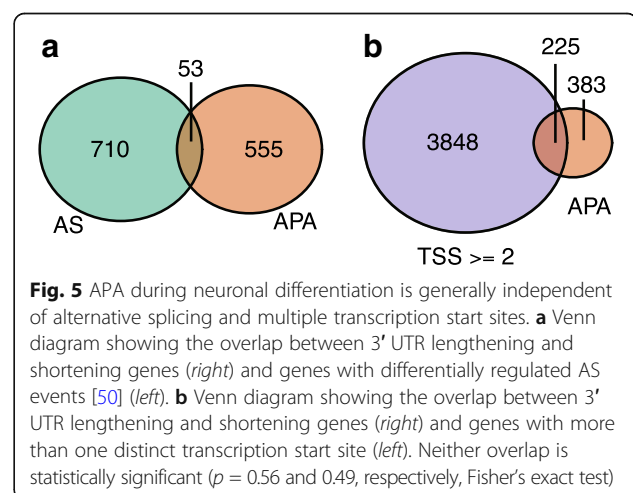 a
b
53
225
383
710
555
3848
AS
APA
APA
TSS >= 2
Fig. 5 APA during neuronal differentiation is generally independent
of alternative splicing and multiple transcription start sites. a Venn
diagram showing the overlap between 3′ UTR lengthening and
shortening genes (right) and genes with differentially regulated AS
events [50] (left). b Venn diagram showing the overlap between 3′
UTR lengthening and shortening genes (right) and genes with more
than one distinct transcription start site (left). Neither overlap is
statistically significant (p = 0.56 and 0.49, respectively, Fisher's exact test)